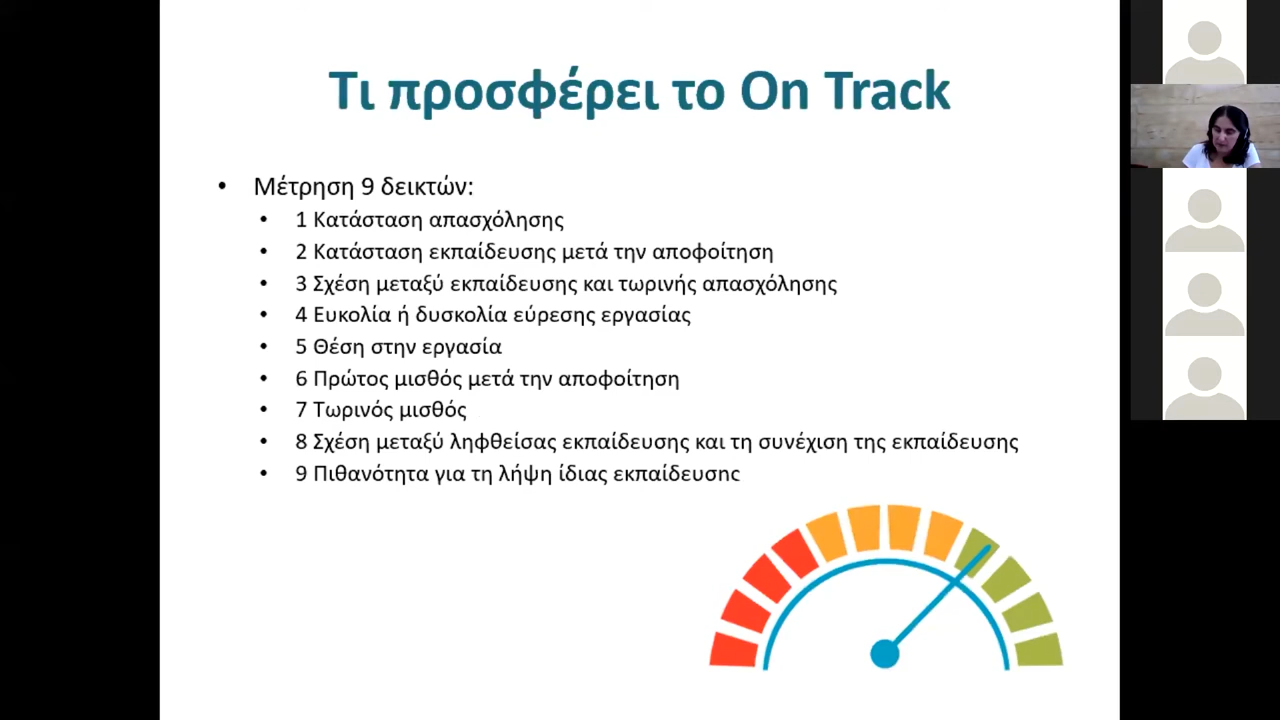 Τι προσφέρει το On Track
• Μέτρηση 9 δεικτών:
• 1 Κατάσταση απασχόλησης
• 2 Κατάσταση εκπαίδευσης μετά την αποφοίτηση
• 3 Σχέση μεταξύ εκπαίδευσης και τωρινής απασχόλησης
• 4 Ευκολία ή δυσκολία εύρεσης εργασίας
• 5 Θέση στην εργασία
• 6 Πρώτος μισθός μετά την αποφοίτηση
• 7 Τωρινός μισθός
• 8 Σχέση μεταξύ ληφθείσας εκπαίδευσης και τη συνέχιση της εκπαίδευσης
• 9 Πιθανότητα για τη λήψη ίδιας εκπαίδευσης